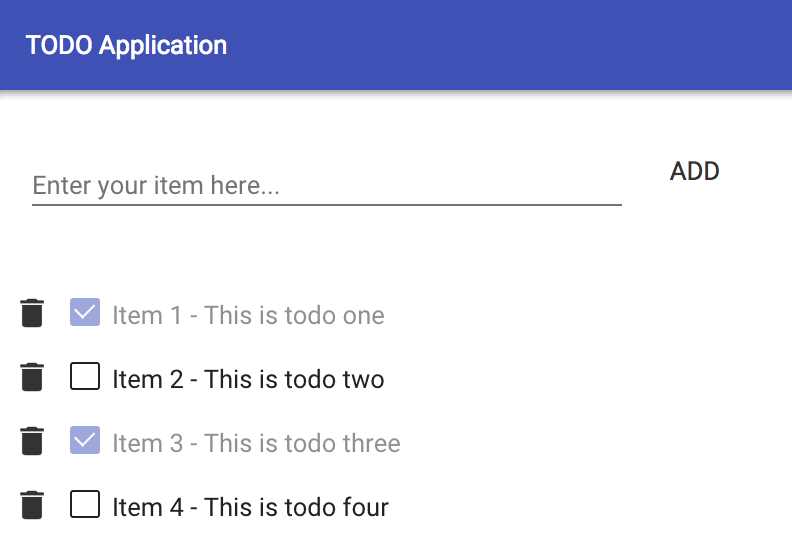 TODO Application
Enter your item here...
ADD
Item 1 - This is todo one
Item 2 - This is todo two
Item 3 - This is todo three
Item 4 - This is todo four